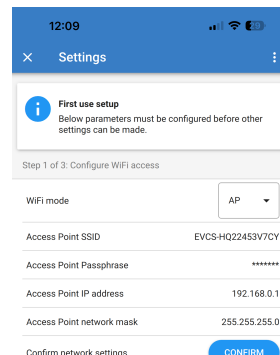 12:09
29
Settings
First use setup
Below parameters must be configured before other
settings can be made.
Step 1 of 3: Configure WiFi access
WiFi mode
AP
Access Point SSID
EVCS-HQ22453V7CY
Access Point Passphrase
*******
Access Point IP address
192.168.0.1
Access Point network mask
255.255.255.0
Confirm network settings
CONFIRM